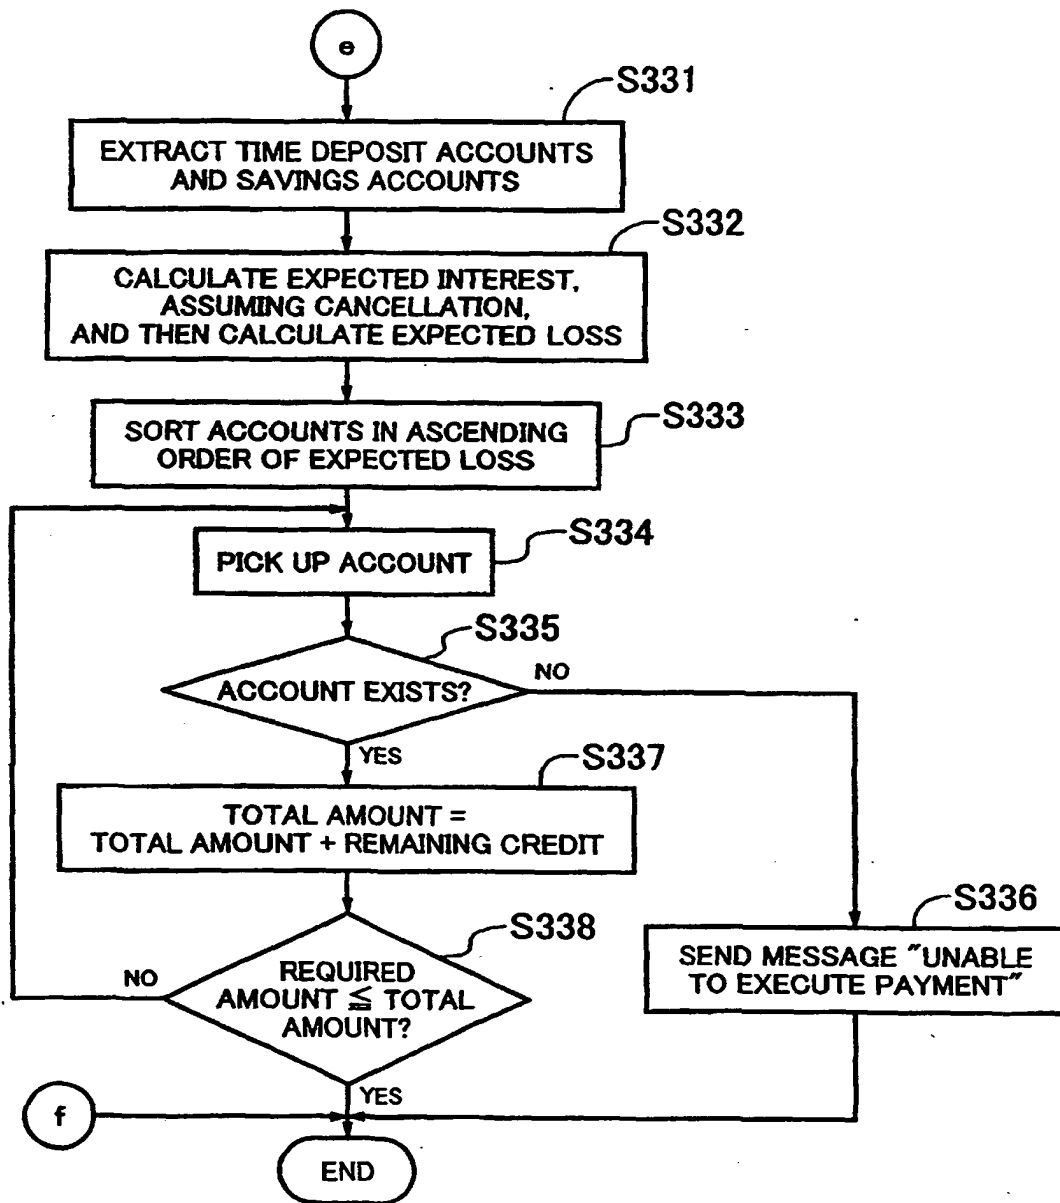 e
S331
EXTRACT TIME DEPOSIT ACCOUNTS
AND SAVINGS ACCOUNTS
S332
CALCULATE EXPECTED INTEREST,
ASSUMING CANCELLATION,
AND THEN CALCULATE EXPECTED LOSS
S333
SORT ACCOUNTS IN ASCENDING
ORDER OF EXPECTED LOSS
S334
PICK UP ACCOUNT
S335
ACCOUNT EXISTS?
NO
YES
S337
TOTAL AMOUNT =
TOTAL AMOUNT + REMAINING CREDIT
S338
REQUIRED
AMOUNT ≦ TOTAL
AMOUNT?
NO
YES
S336
SEND MESSAGE "UNABLE
TO EXECUTE PAYMENT"
f
END